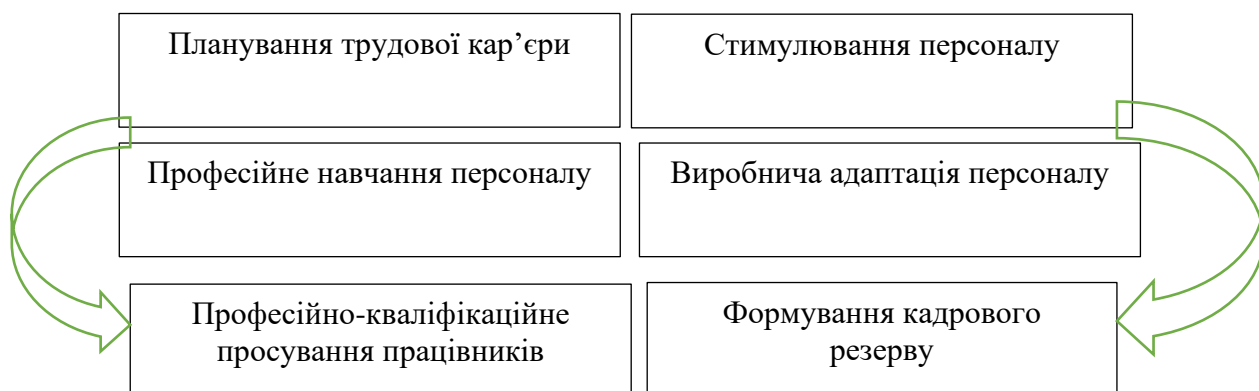 Планування трудової кар’єри
Стимулювання персоналу
Професійне навчання персоналу
Виробнича адаптація персоналу
Професійно-кваліфікаційне
просування працівників
Формування кадрового
резерву